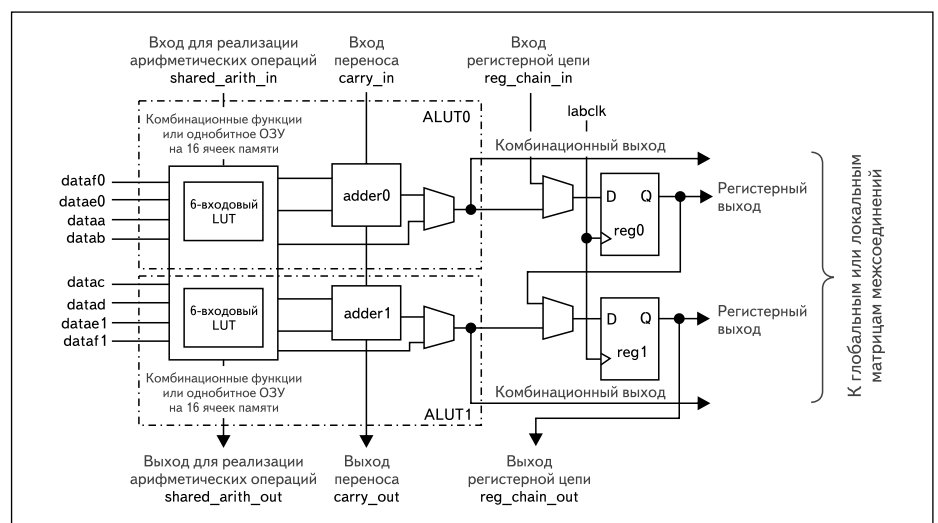 Вход для реализации
арифметических операций
shared_arith_in
Вход
переноса
carry_in
Вход
регистерной цепи
reg_chain_in
labclk
Комбинационные функции
или однобитное ОЗУ
на 16 ячеек памяти
ALUT0
Комбинационный выход
dataf0
datae0
dataa
datab
6-входовый
LUT
adder0
D
Q
reg0
Регистерный
выход
datac
datad
datae1
dataf1
6-входовый
LUT
adder1
D
Q
reg1
Регистерный
выход
Комбинационные функции
или однобитное ОЗУ
на 16 ячеек памяти
ALUT1
Комбинационный выход
К глобальным или локальным
матрицам межсоединений
Выход для реализации
арифметических операций
shared_arith_out
Выход
переноса
carry_out
Выход
регистерной цепи
reg_chain_out